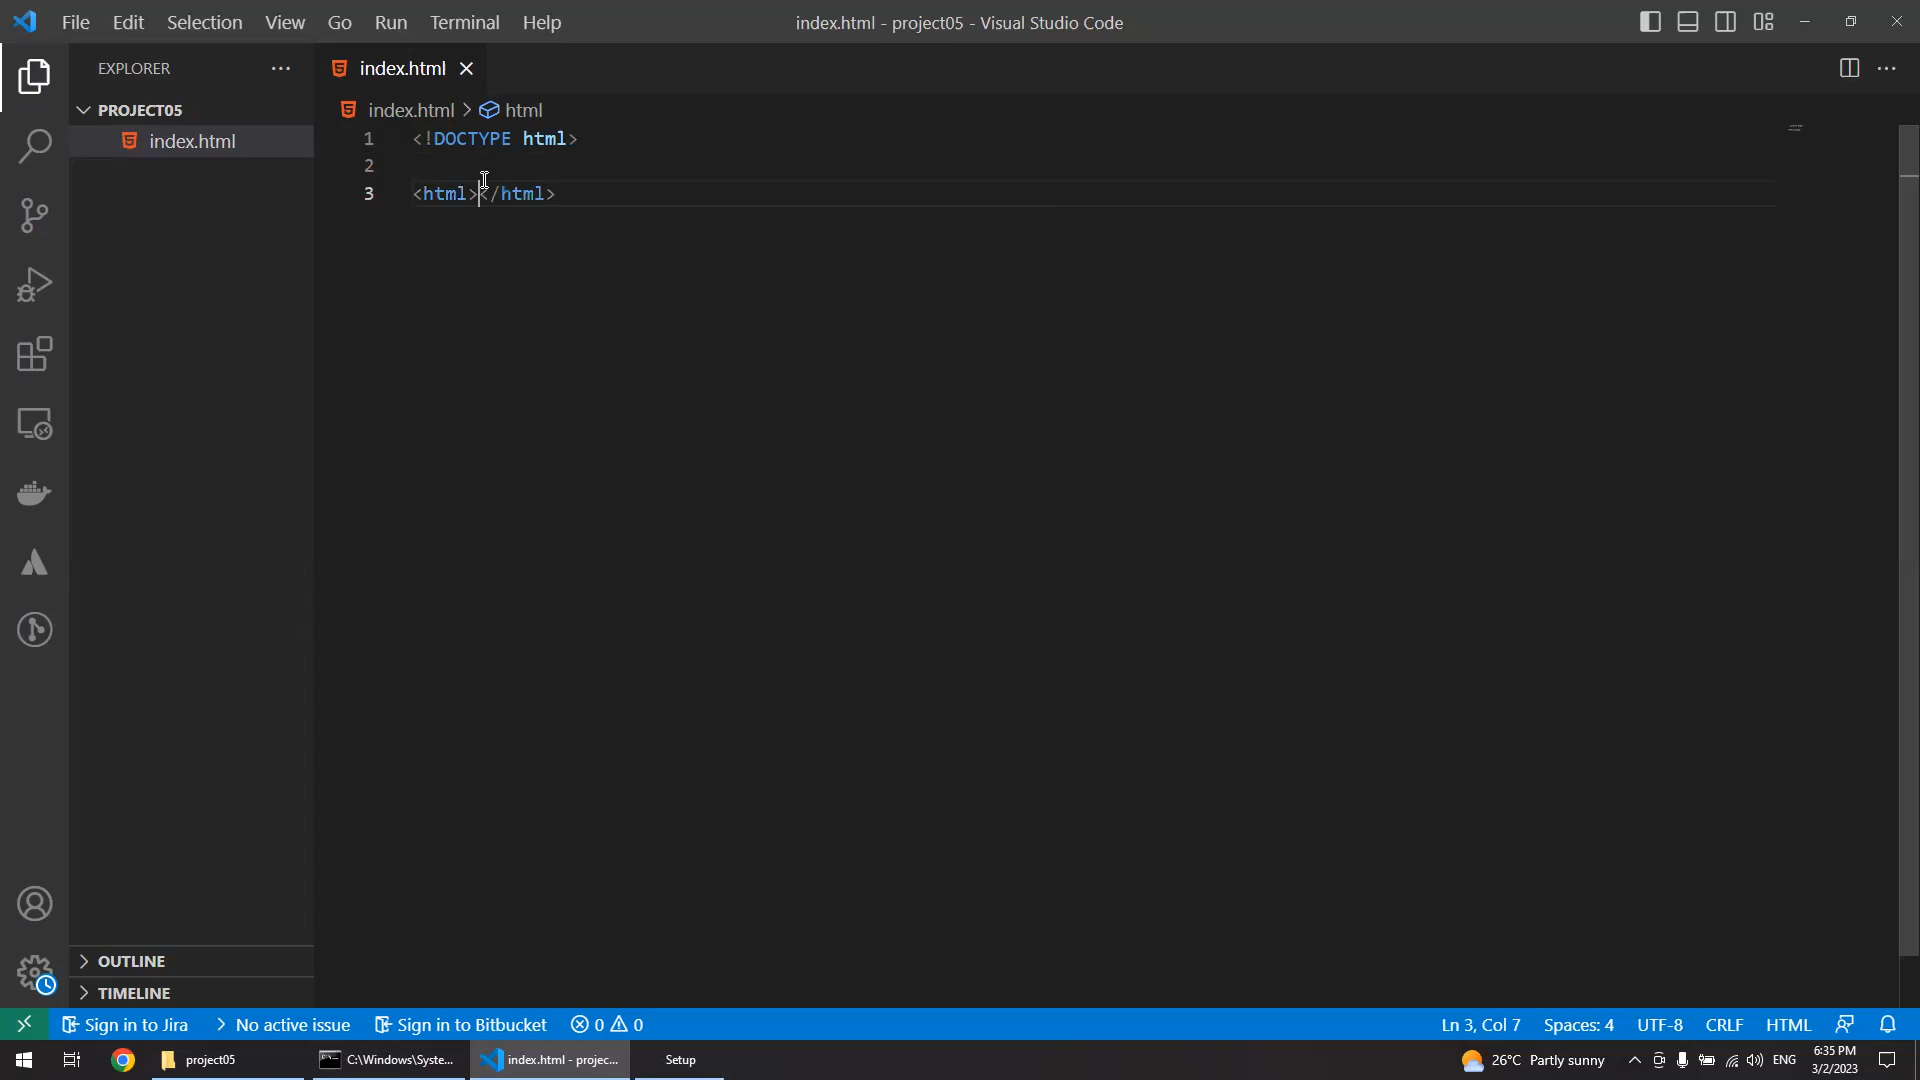 File Edit Selection View Go Run Terminal Help
index.html - project05 - Visual Studio Code
EXPLORER
index.html
PROJECT05
index.html > html
index.html
1 <!DOCTYPE html>
2
3 <html></html>
OUTLINE
TIMELINE
Sign in to Jira
No active issue
Sign in to Bitbucket
0 0
Ln 3, Col 7
Spaces: 4
UTF-8
CRLF
HTML
project05
C:\Windows\Syste...
index.html - projec...
Setup
26°C Partly sunny
ENG
6:35 PM
3/2/2023